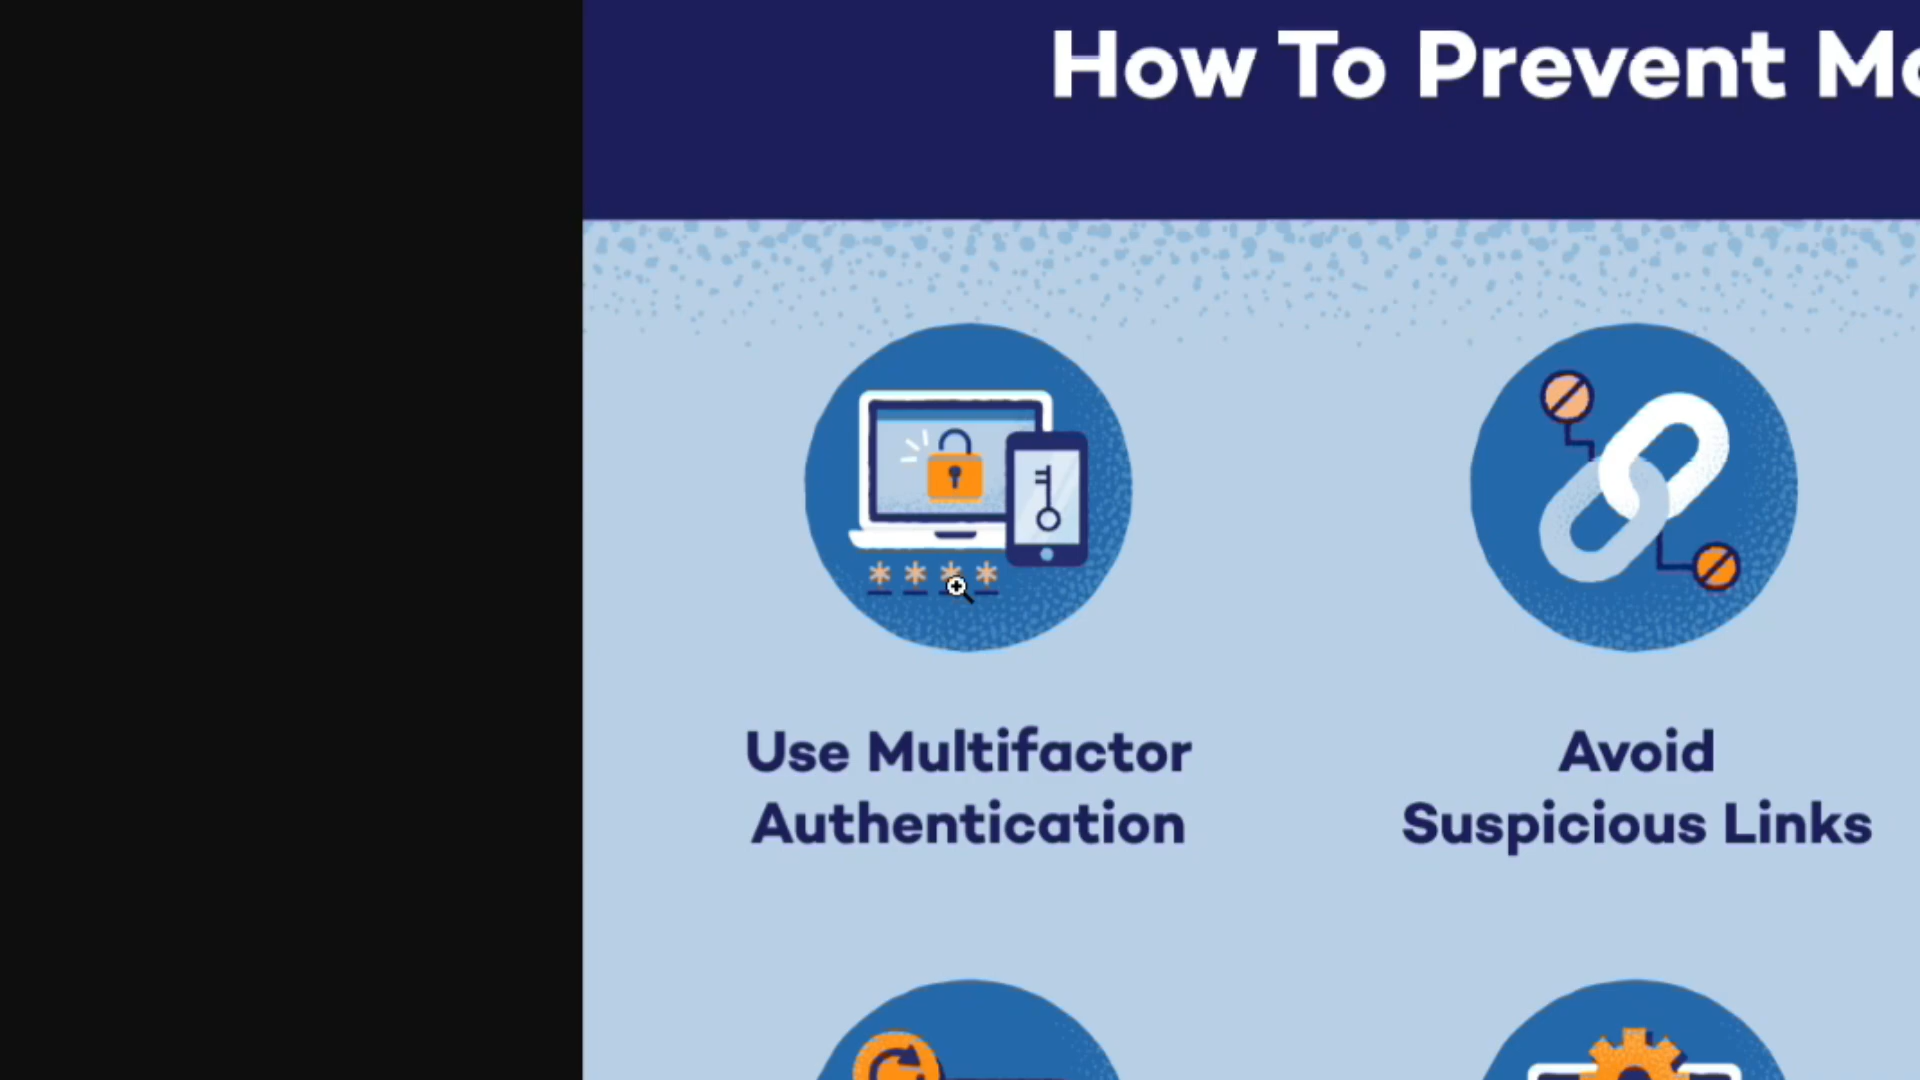 How To Prevent
Use Multifactor
Authentication
Avoid
Suspicious Links
* * * *